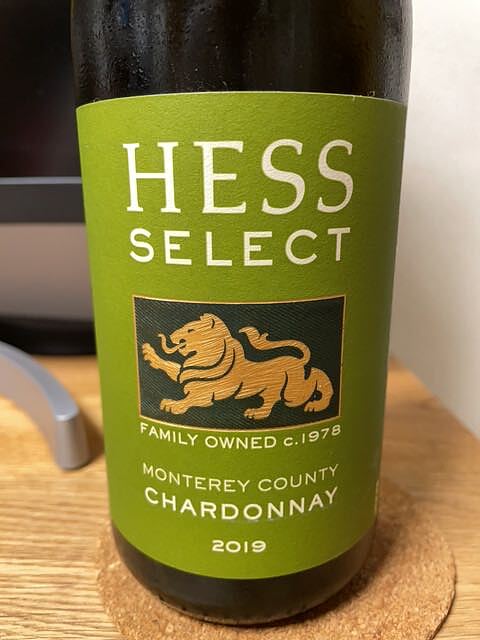 HESS
SELECT
FAMILY OWNED c.1978
MONTEREY COUNTY
CHARDONNAY
2019